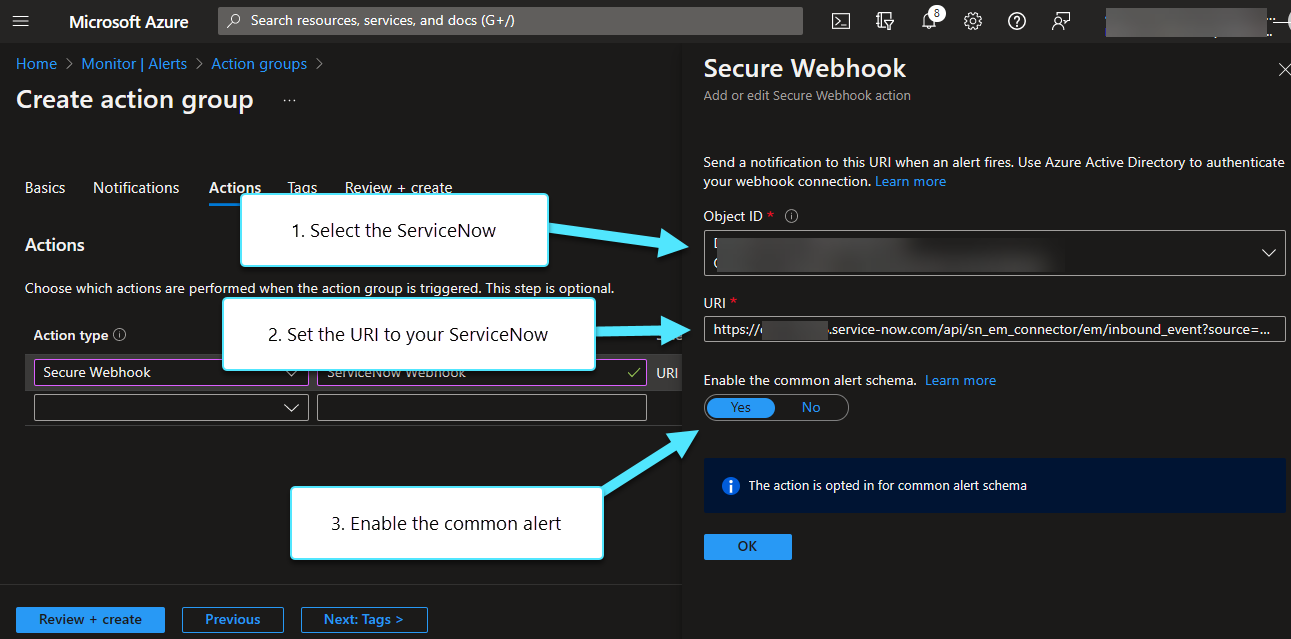 Microsoft Azure
Search resources, services, and docs (G+/)
8
Home > Monitor | Alerts > Action groups >
Create action group ...
Basics Notifications Actions Tags Review + create
Actions
Choose which actions are performed when the action group is triggered. This step is optional.
Action type
Secure Webhook
ServiceNow Webhook
URI
1. Select the ServiceNow
2. Set the URI to your ServiceNow
3. Enable the common alert
Review + create
Previous
Next: Tags >
Secure Webhook
Add or edit Secure Webhook action
Send a notification to this URI when an alert fires. Use Azure Active Directory to authenticate
your webhook connection. Learn more
Object ID *
URI *
https:// .service-now.com/api/sn_em_connector/em/inbound_event?source=...
Enable the common alert schema. Learn more
Yes No
The action is opted in for common alert schema
OK